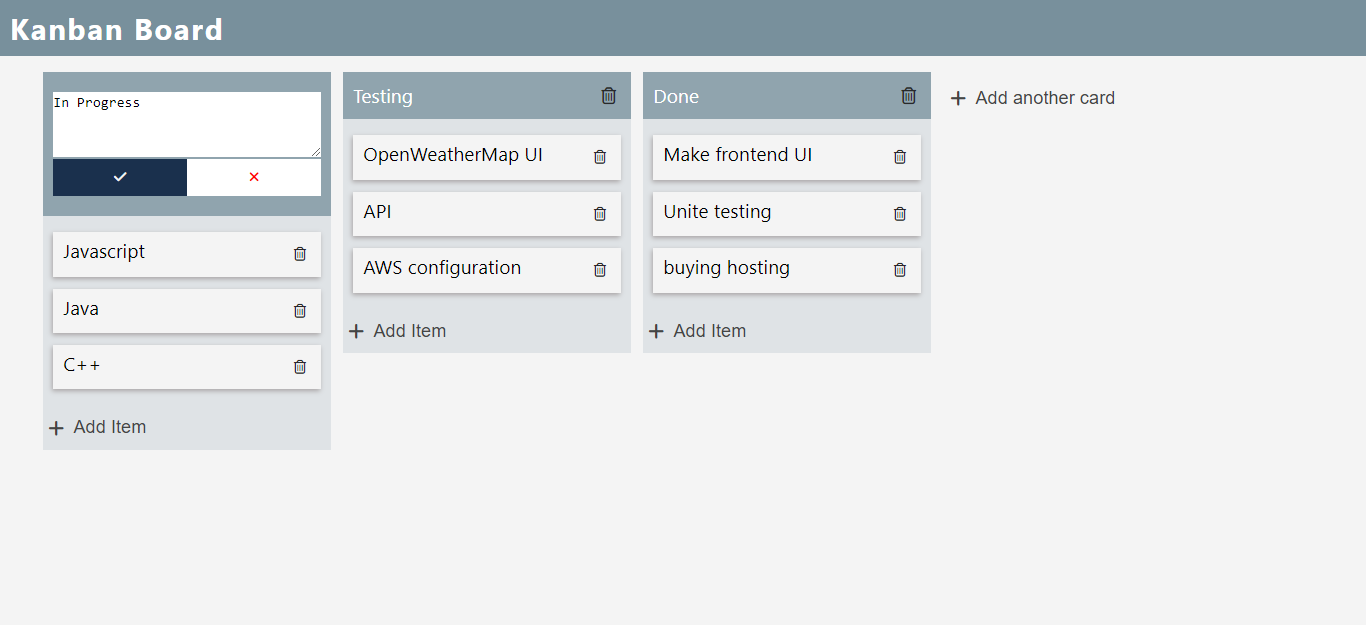 Kanban Board
In Progress
Javascript
Java
C++
+ Add Item
Testing
OpenWeatherMap UI
API
AWS configuration
+ Add Item
Done
Make frontend UI
Unite testing
buying hosting
+ Add Item
+ Add another card